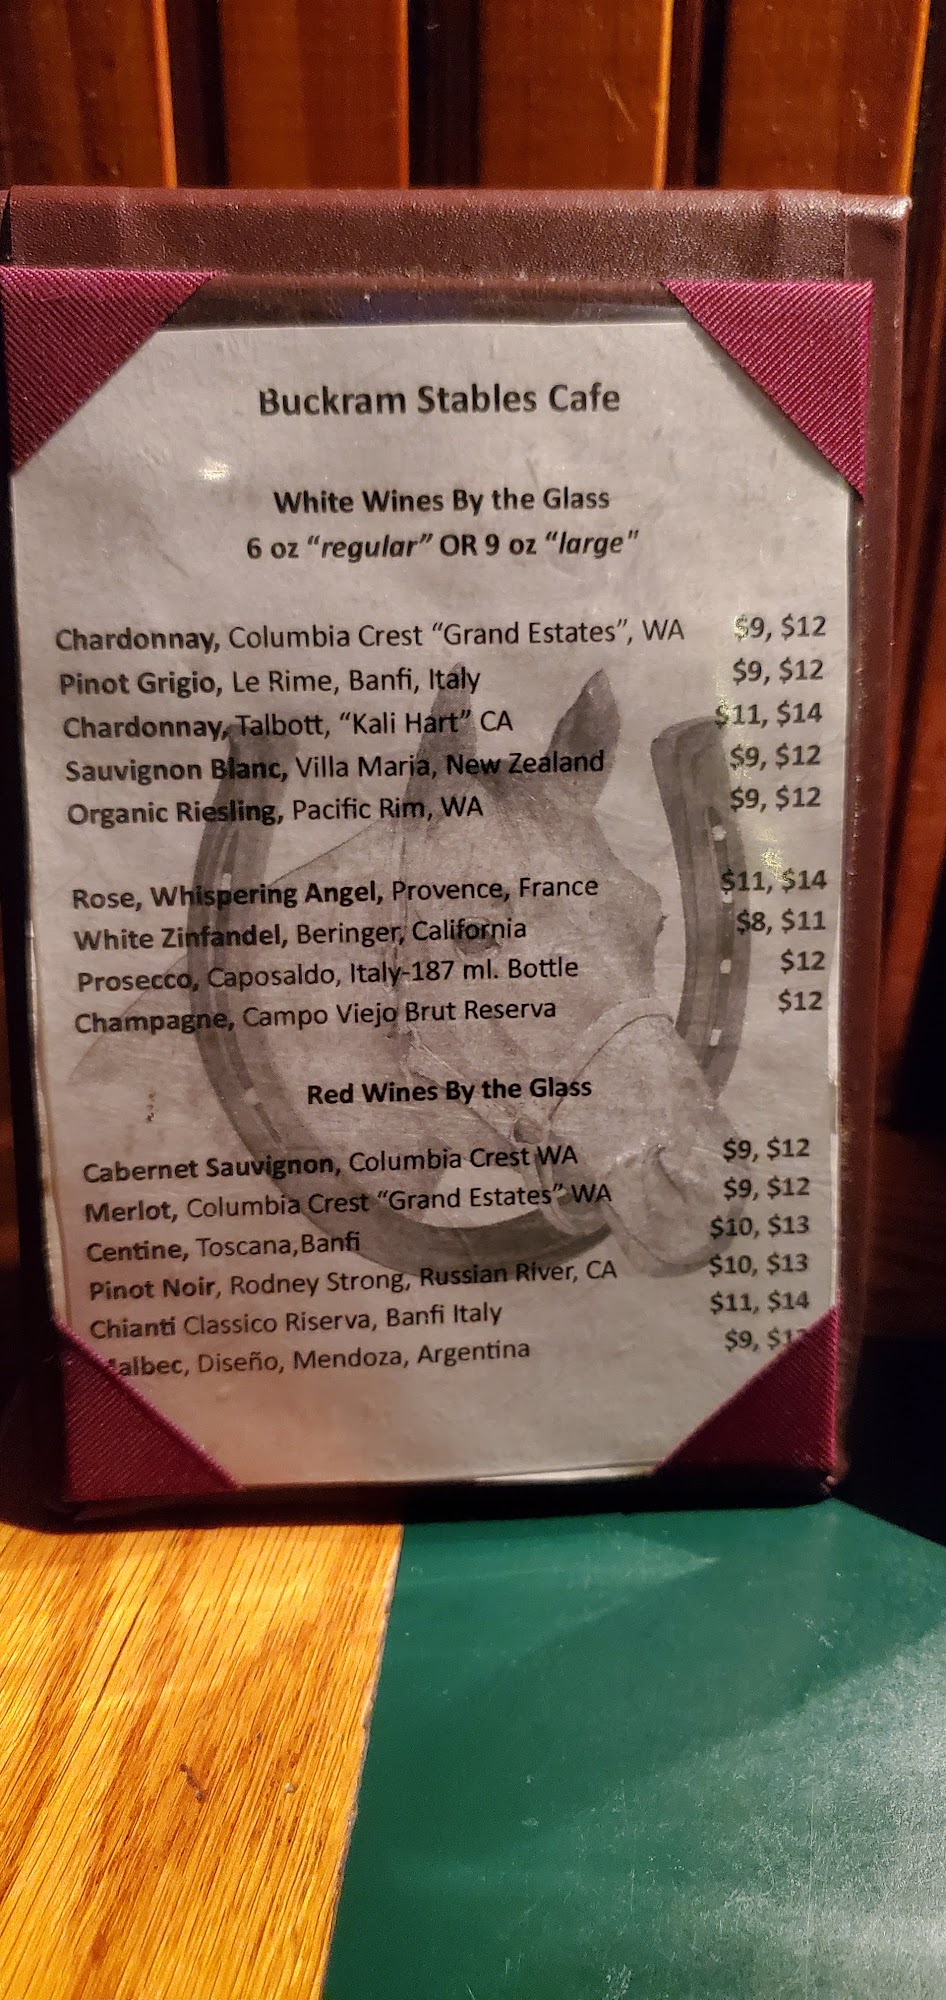 Buckram Stables Cafe
White Wines By the Glass
6 oz “regular” OR 9 oz “large"
Chardonnay, Columbia Crest “Grand Estates”, WA $9, $12
Pinot Grigio, Le Rime, Banfi, Italy $9, $12
Chardonnay, Talbott, “Kali Hart” CA $11, $14
Sauvignon Blanc, Villa Maria, New Zealand $9, $12
Organic Riesling, Pacific Rim, WA $9, $12
Rose, Whispering Angel, Provence, France $11, $14
White Zinfandel, Beringer, California $8, $11
Prosecco, Caposaldo, Italy-187 ml. Bottle $12
Champagne, Campo Viejo Brut Reserva $12
Red Wines By the Glass
Cabernet Sauvignon, Columbia Crest WA $9, $12
Merlot, Columbia Crest “Grand Estates” WA $9, $12
Centine, Toscana,Banfi $10, $13
Pinot Noir, Rodney Strong, Russian River, CA $10, $13
Chianti Classico Riserva, Banfi Italy $11, $14
Malbec, Diseño, Mendoza, Argentina $9,